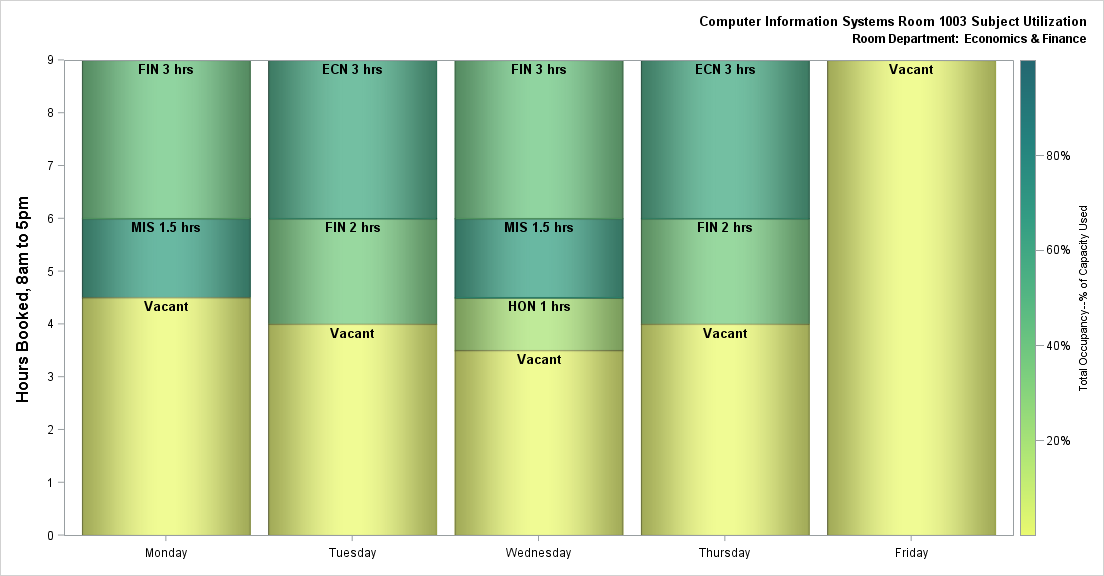 Computer Information Systems Room 1003 Subject Utilization
Room Department: Economics & Finance
Hours Booked, 8am to 5pm
9
8
7
6
5
4
3
2
1
0
FIN 3 hrs
MIS 1.5 hrs
Vacant
ECN 3 hrs
FIN 2 hrs
Vacant
FIN 3 hrs
MIS 1.5 hrs
HON 1 hrs
Vacant
ECN 3 hrs
FIN 2 hrs
Vacant
Vacant
Monday
Tuesday
Wednesday
Thursday
Friday
80%
60%
40%
20%
Total Occupancy--% of Capacity Used